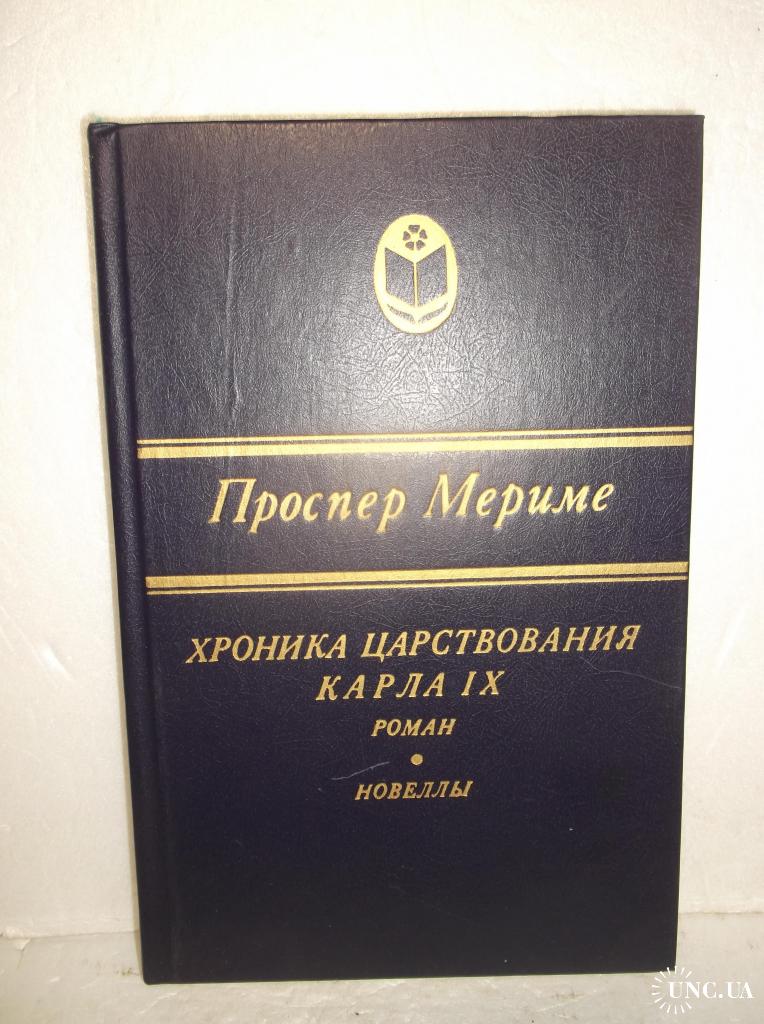 Проспер Мериме
ХРОНИКА ЦАРСТВОВАНИЯ
КАРЛА IX
РОМАН
НОВЕЛЛЫ
UNC.UA